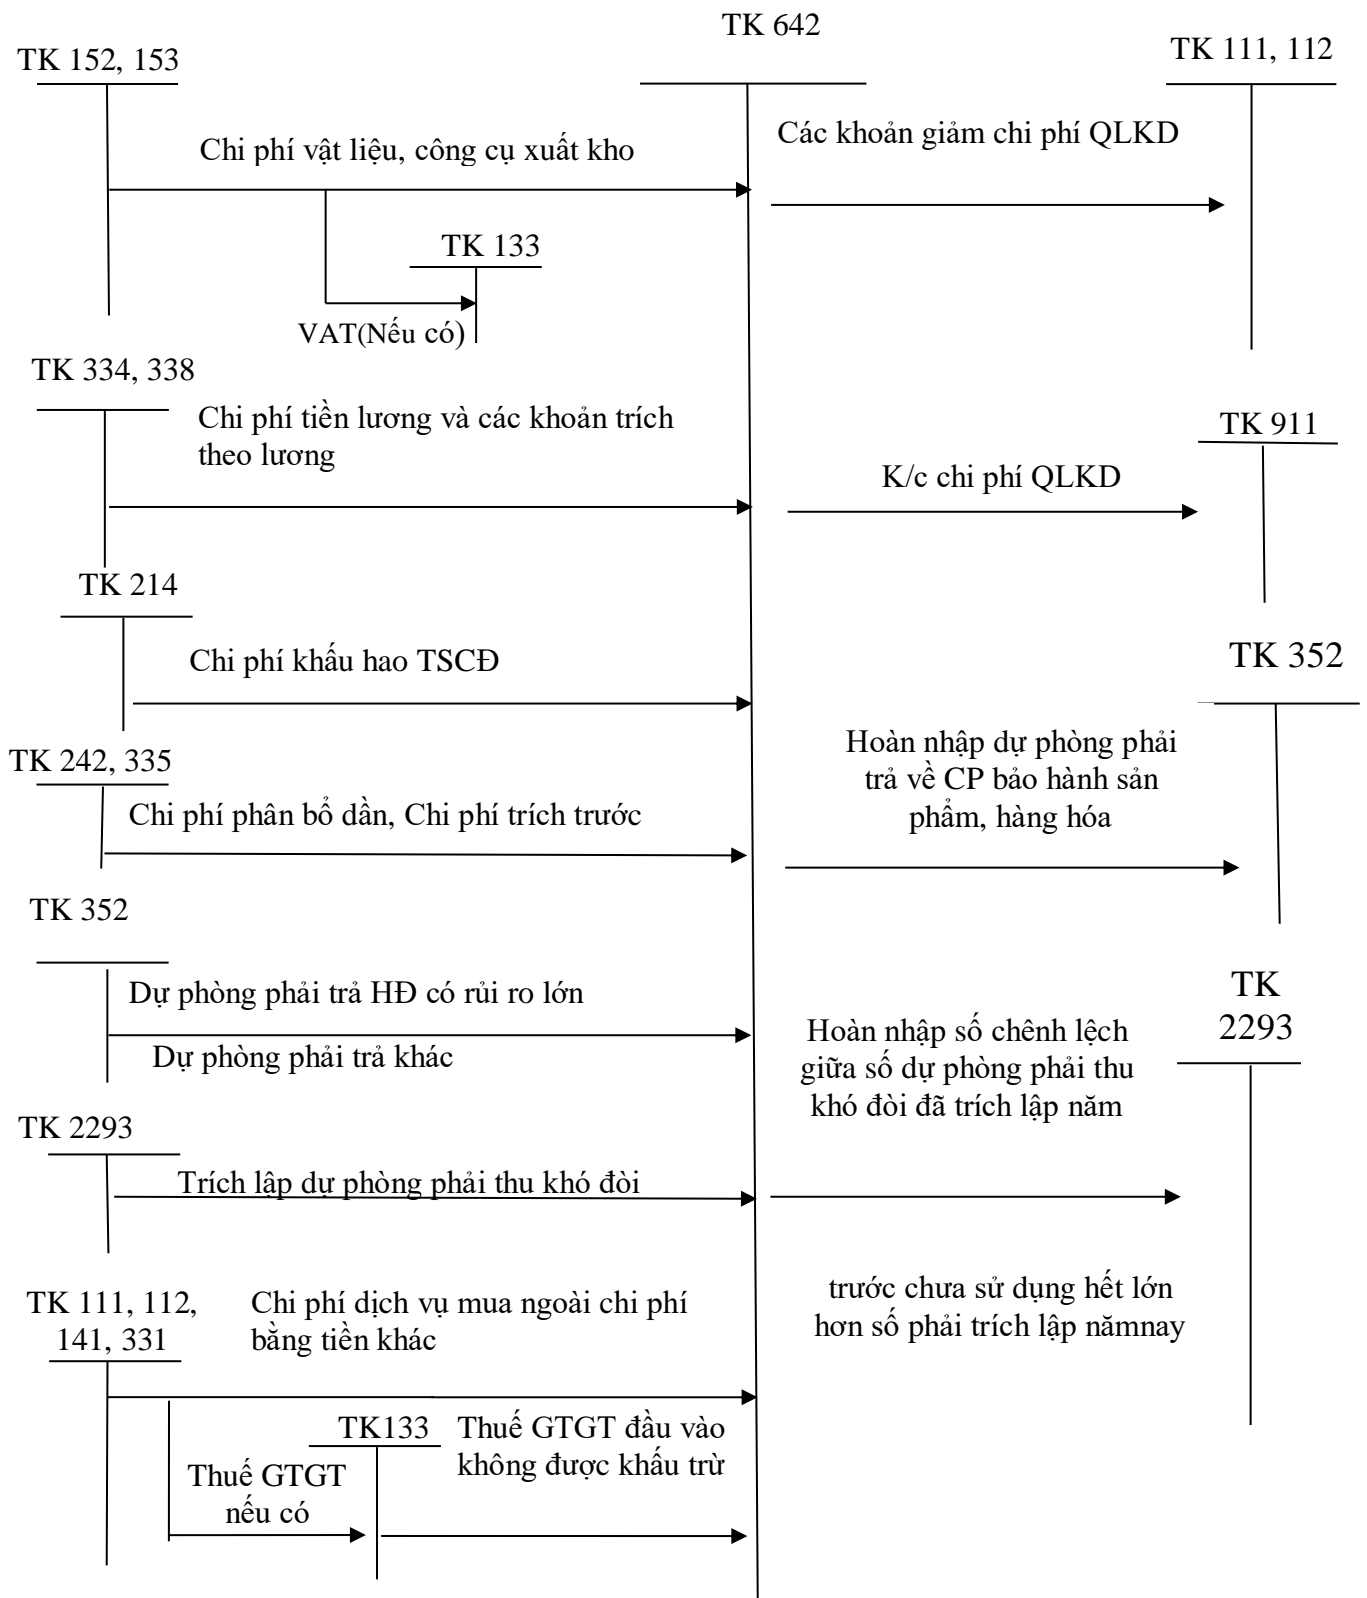 TK 642
TK 152, 153
TK 111, 112
Chi phí vật liệu, công cụ xuất kho
Các khoản giảm chi phí QLKD
TK 133
VAT(Nếu có)
TK 334, 338
Chi phí tiền lương và các khoản trích
theo lương
TK 911
K/c chi phí QLKD
TK 214
Chi phí khấu hao TSCĐ
TK 352
TK 242, 335
Chi phí phân bổ dần, Chi phí trích trước
Hoàn nhập dự phòng phải
trả về CP bảo hành sản
phẩm, hàng hóa
TK 352
Dự phòng phải trả HĐ có rủi ro lớn
Dự phòng phải trả khác
TK
2293
Hoàn nhập số chênh lệch
giữa số dự phòng phải thu
khó đòi đã trích lập năm
TK 2293
Trích lập dự phòng phải thu khó đòi
trước chưa sử dụng hết lớn
hơn số phải trích lập nămnay
TK 111, 112,
141, 331
Chi phí dịch vụ mua ngoài chi phí
bằng tiền khác
TK133
Thuế GTGT đầu vào
không được khấu trừ
Thuế GTGT
nếu có